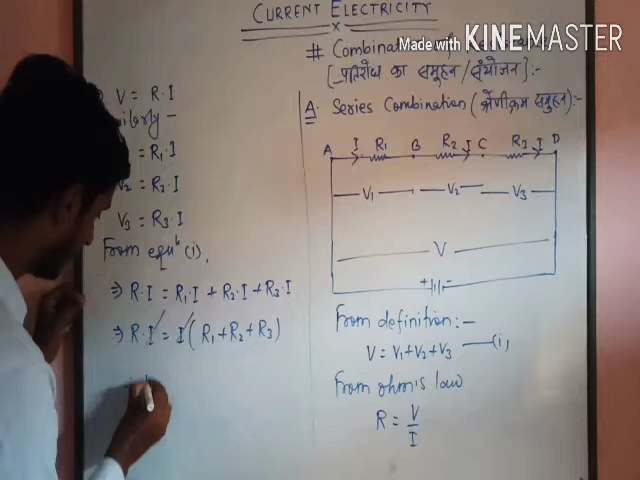 CURRENT ELECTRICITY
x
Made with KINEMASTER
# Combination
[प्रतिरोध का समूहन/संयोजन]:-
A. Series Combination (श्रेणीक्रम समूहन):-
A I R₁ B R₂ I C R₃ I D
V₁ V₂ V₃
V
+ -
From definition:-
V = V₁+V₂+V₃ —(i)
From ohm's law
R = V/I
V = R·I
= R₁·I
V₂ = R₂·I
V₃ = R₃·I
From equⁿ (i),
⇒ R·I = R₁·I + R₂·I + R₃·I
⇒ R·I = I (R₁+R₂+R₃)